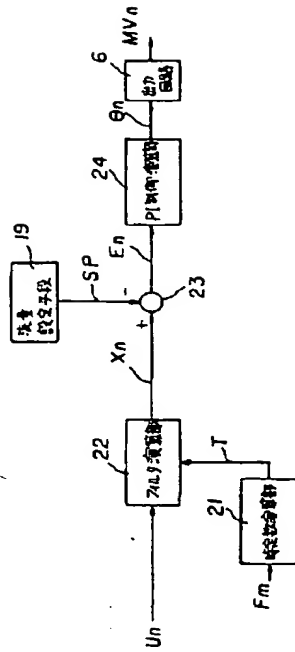 Un
22
フィルタ演算部
Fm
21
時定数演算部
T
Xn
19
流量
設定手段
SP
+
-
23
En
24
PI制御演算部
θn
6
出力
回路
MVn